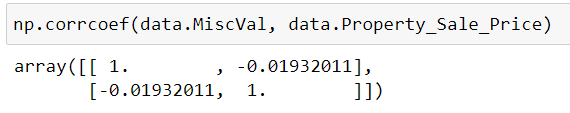 np.corrcoef(data.MiscVal, data.Property_Sale_Price)
array([[ 1.        , -0.01932011],
       [-0.01932011,  1.        ]])